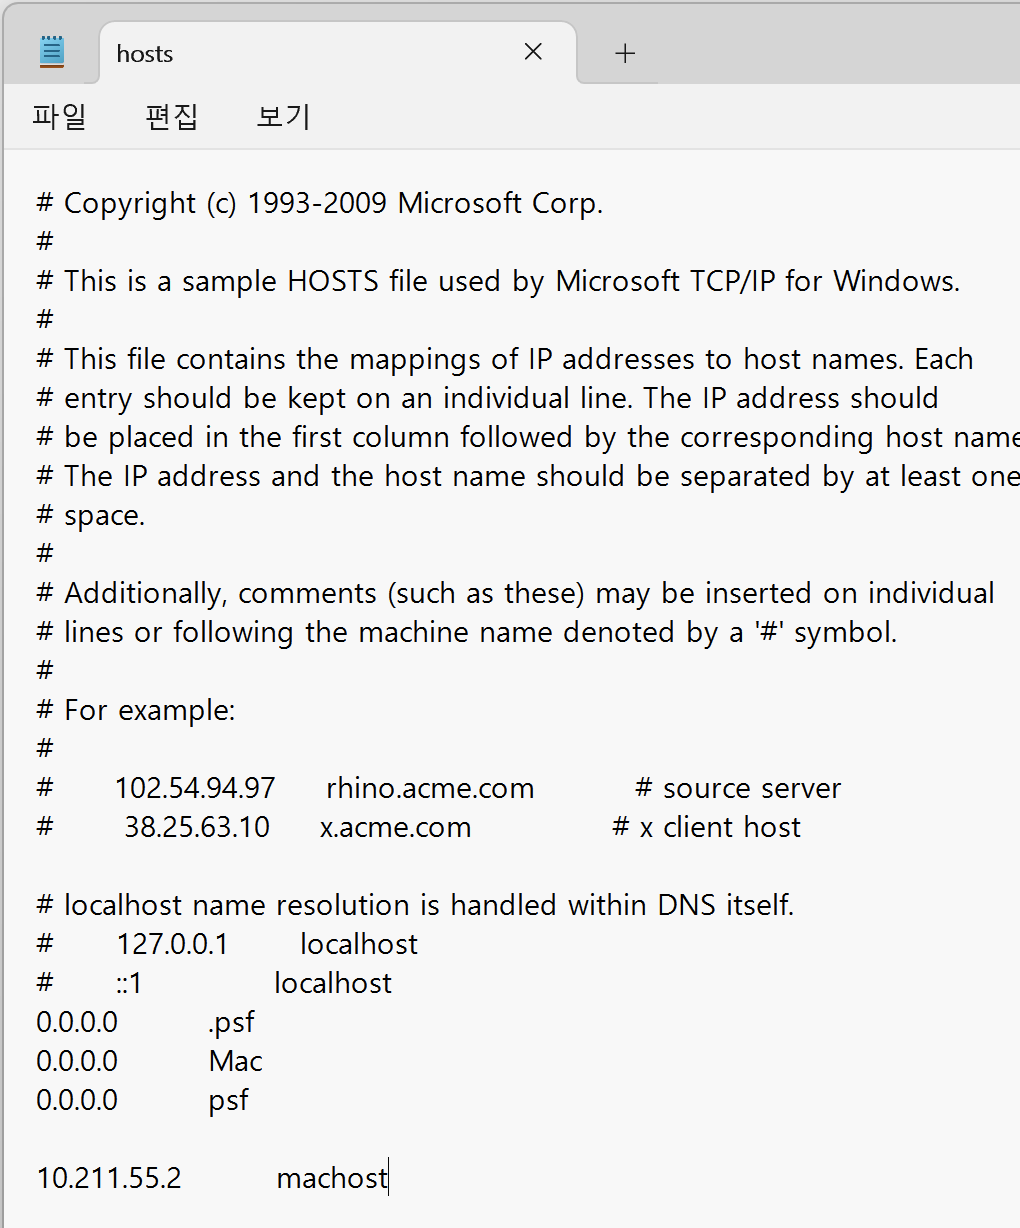 hosts
파일 편집 보기
# Copyright (c) 1993-2009 Microsoft Corp.
#
# This is a sample HOSTS file used by Microsoft TCP/IP for Windows.
#
# This file contains the mappings of IP addresses to host names. Each
# entry should be kept on an individual line. The IP address should
# be placed in the first column followed by the corresponding host name
# The IP address and the host name should be separated by at least one
# space.
#
# Additionally, comments (such as these) may be inserted on individual
# lines or following the machine name denoted by a '#' symbol.
#
# For example:
#
# 102.54.94.97 rhino.acme.com # source server
# 38.25.63.10 x.acme.com # x client host
# localhost name resolution is handled within DNS itself.
# 127.0.0.1 localhost
# ::1 localhost
0.0.0.0 .psf
0.0.0.0 Mac
0.0.0.0 psf
10.211.55.2 machost